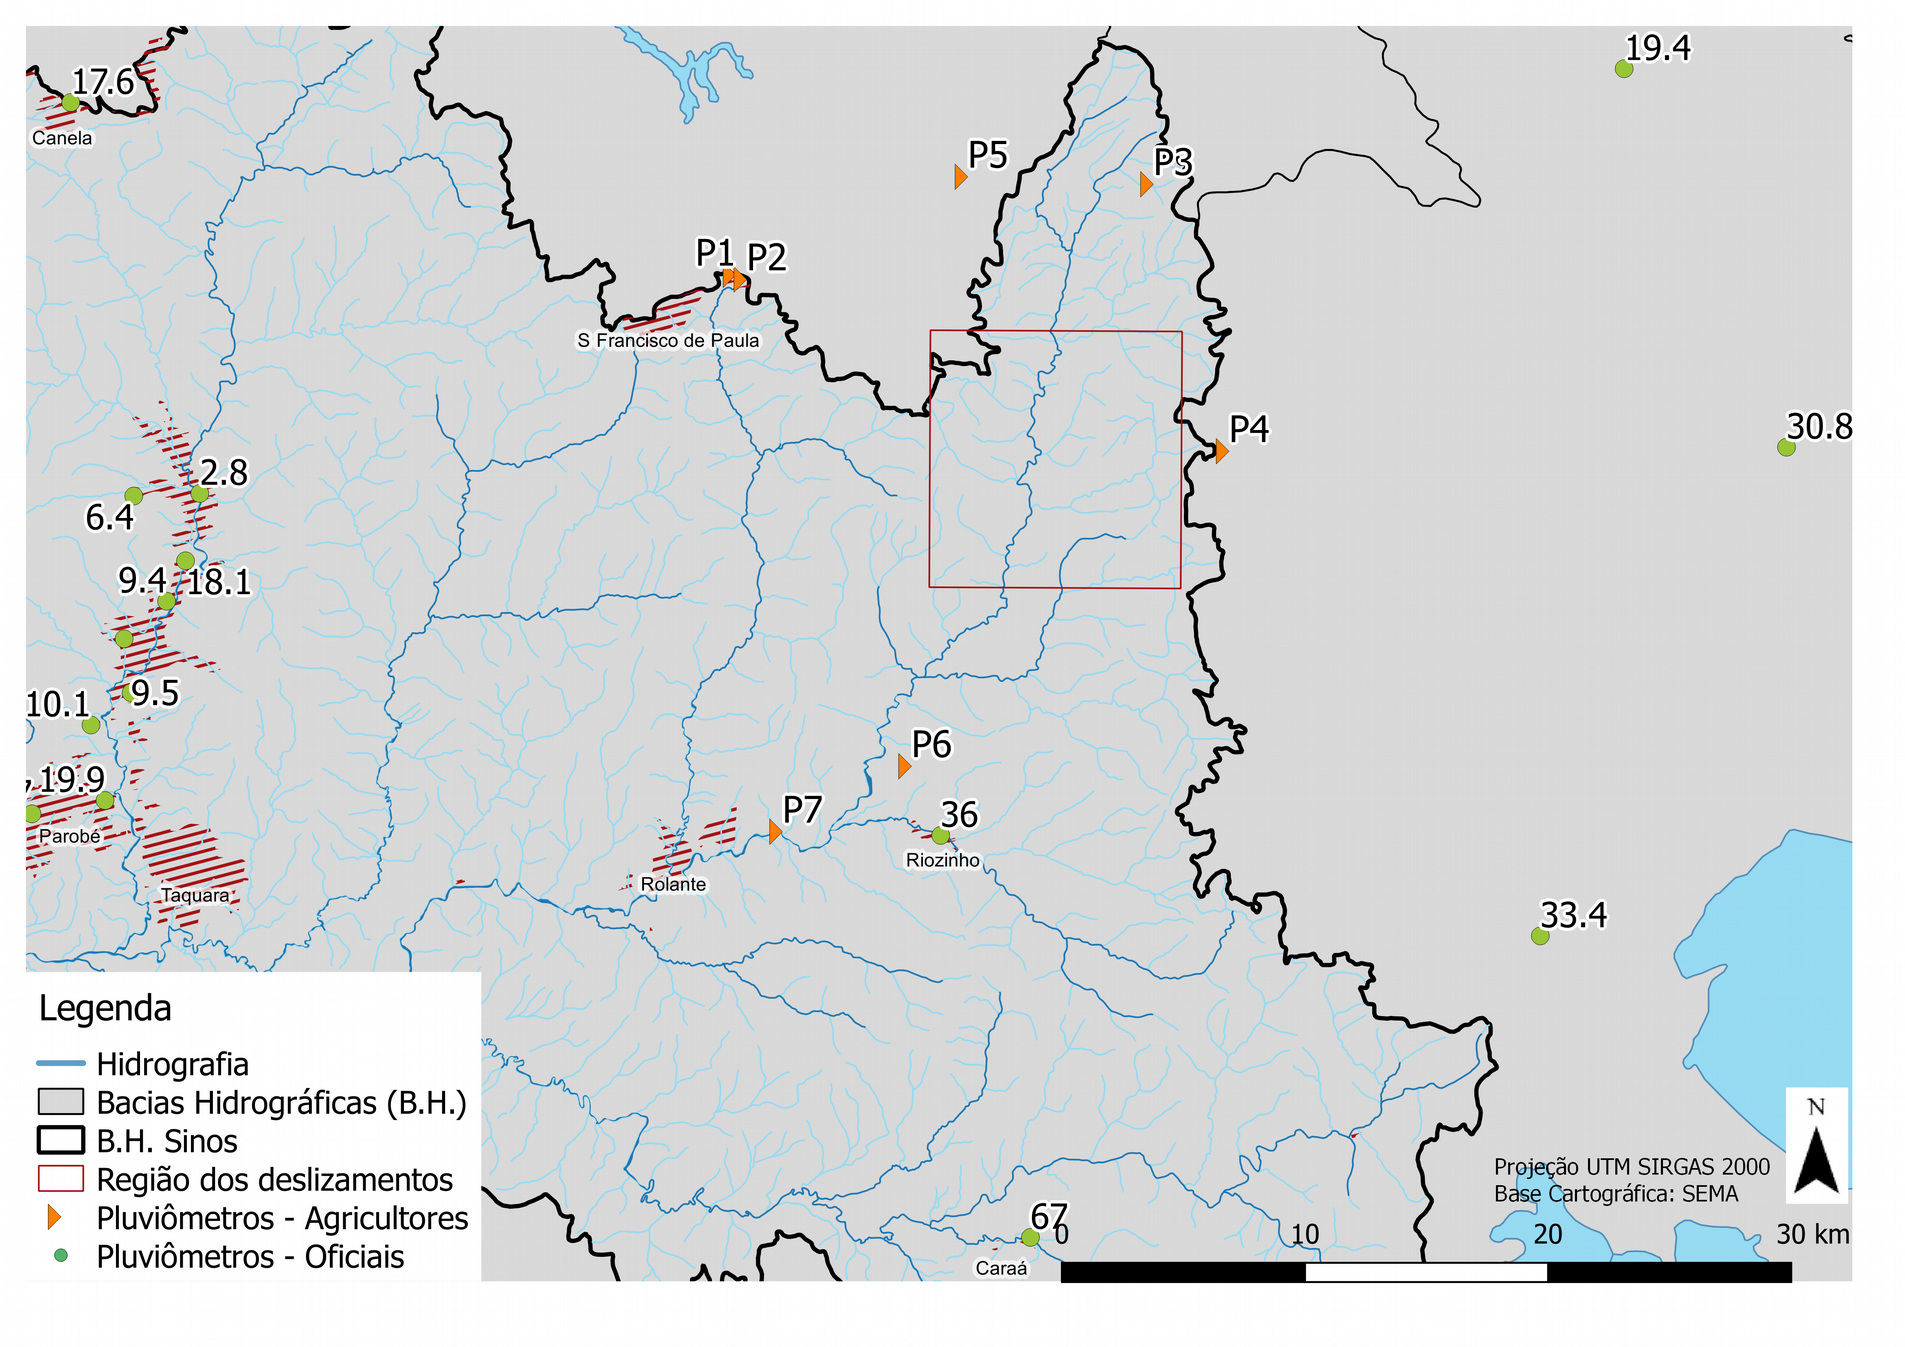 19.4
17.6
Canela
P5
P3
P1
P2
S Francisco de Paula
P4
30.8
2.8
6.4
9.4
18.1
9.5
10.1
P6
19.9
P7
36
Parobé
Riozinho
Rolante
Taquara
33.4
Legenda
Hidrografia
Bacias Hidrográficas (B.H.)
B.H. Sinos
Região dos deslizamentos
Pluviômetros - Agricultores
Pluviômetros - Oficiais
N
Projeção UTM SIRGAS 2000
Base Cartográfica: SEMA
67
Caraá
0 10 20 30 km